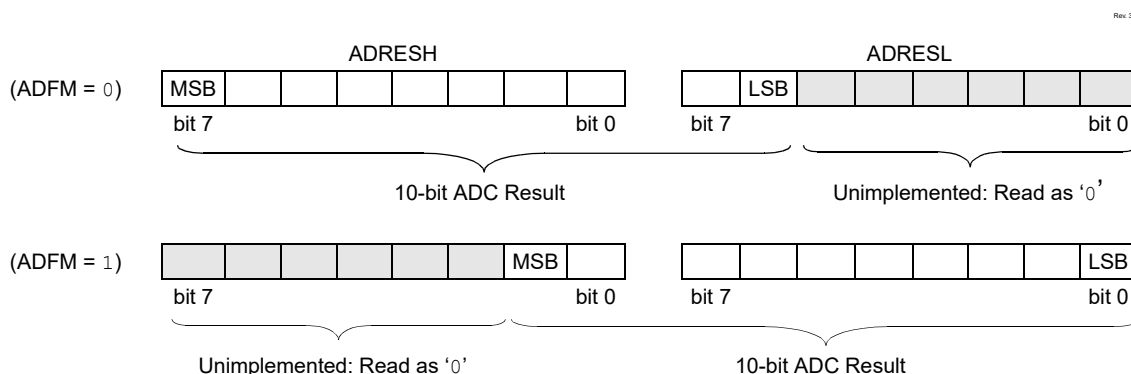 Rev. 3
ADRESH ADRESL
(ADFM = 0) MSB LSB
bit 7 bit 0 bit 7 bit 0
10-bit ADC Result Unimplemented: Read as ‘0’
(ADFM = 1) MSB LSB
bit 7 bit 0 bit 7 bit 0
Unimplemented: Read as ‘0’ 10-bit ADC Result